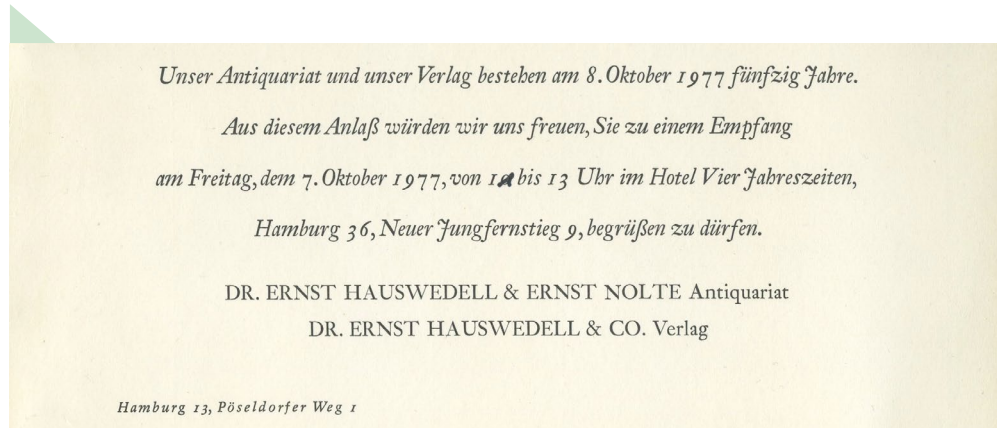 Unser Antiquariat und unser Verlag bestehen am 8. Oktober 1977 fünfzig Jahre.
Aus diesem Anlaß würden wir uns freuen, Sie zu einem Empfang
am Freitag, dem 7. Oktober 1977, von bis 13 Uhr im Hotel Vier Jahreszeiten,
Hamburg 36, Neuer Jungfernstieg 9, begrüßen zu dürfen.
DR. ERNST HAUSWEDELL & ERNST NOLTE Antiquariat
DR. ERNST HAUSWEDELL & CO. Verlag
Hamburg 13, Pöseldorfer Weg 1